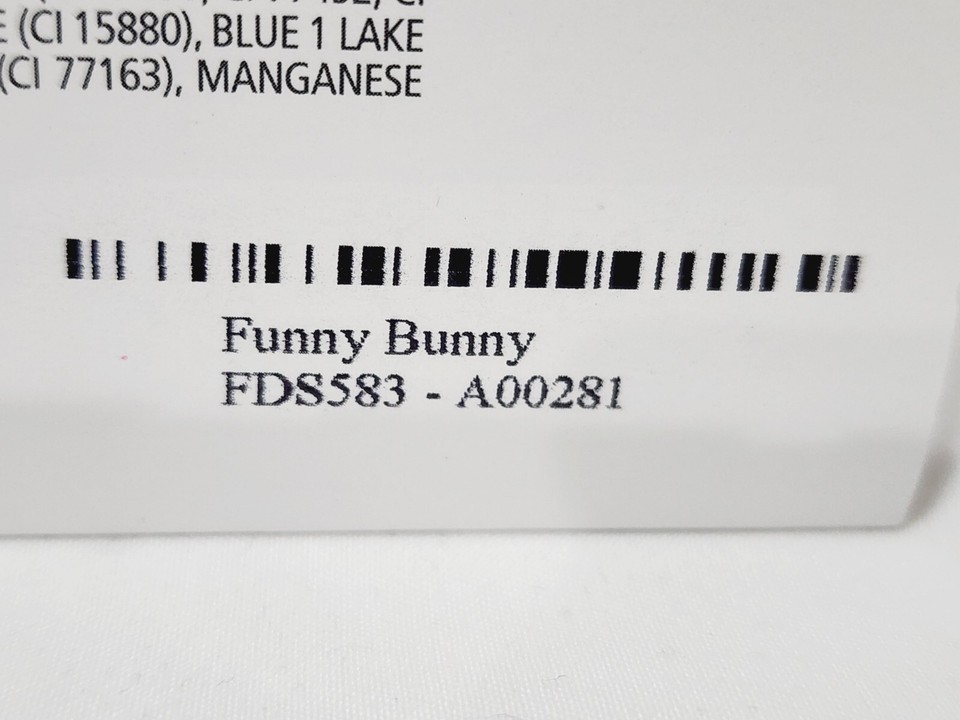 (CI 15880), BLUE 1 LAKE
(CI 77163), MANGANESE
Funny Bunny
FDS583 - A00281